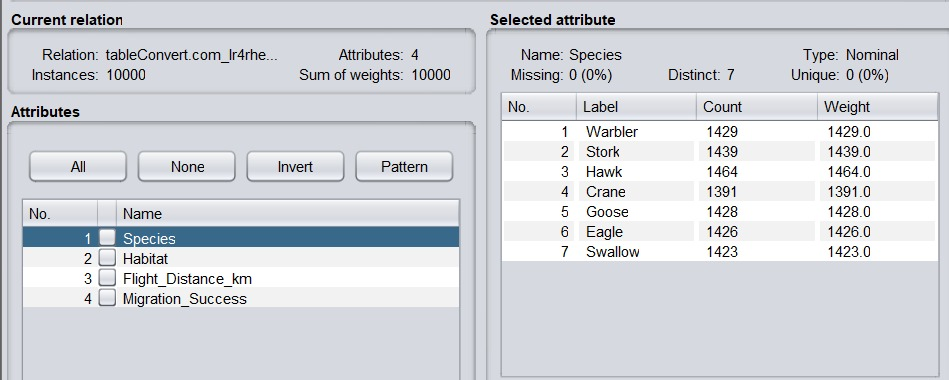 Current relation
Relation: tableConvert.com_lr4rhe... Attributes: 4
Instances: 10000 Sum of weights: 10000
Attributes
All None Invert Pattern
No. Name
1 Species
2 Habitat
3 Flight_Distance_km
4 Migration_Success
Selected attribute
Name: Species Type: Nominal
Missing: 0 (0%) Distinct: 7 Unique: 0 (0%)
No. Label Count Weight
1 Warbler 1429 1429.0
2 Stork 1439 1439.0
3 Hawk 1464 1464.0
4 Crane 1391 1391.0
5 Goose 1428 1428.0
6 Eagle 1426 1426.0
7 Swallow 1423 1423.0